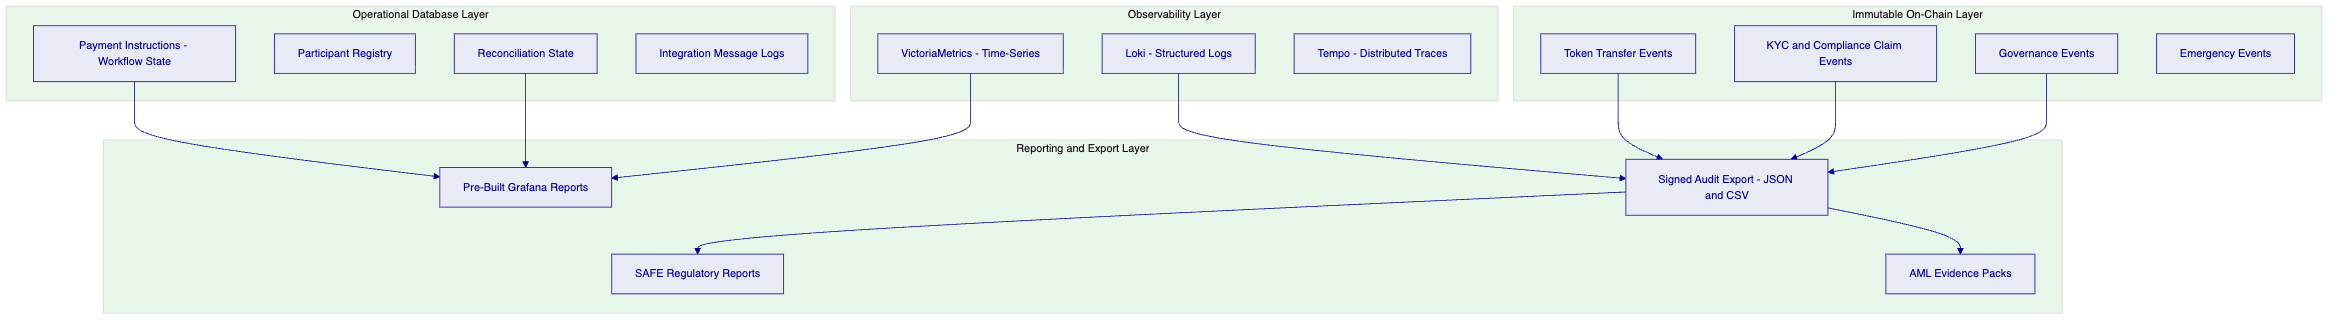 Operational Database Layer
Payment Instructions -
Workflow State
Participant Registry
Reconciliation State
Integration Message Logs
Observability Layer
VictoriaMetrics - Time-Series
Loki - Structured Logs
Tempo - Distributed Traces
Immutable On-Chain Layer
Token Transfer Events
KYC and Compliance Claim
Events
Governance Events
Emergency Events
Reporting and Export Layer
Pre-Built Grafana Reports
Signed Audit Export - JSON
and CSV
SAFE Regulatory Reports
AML Evidence Packs